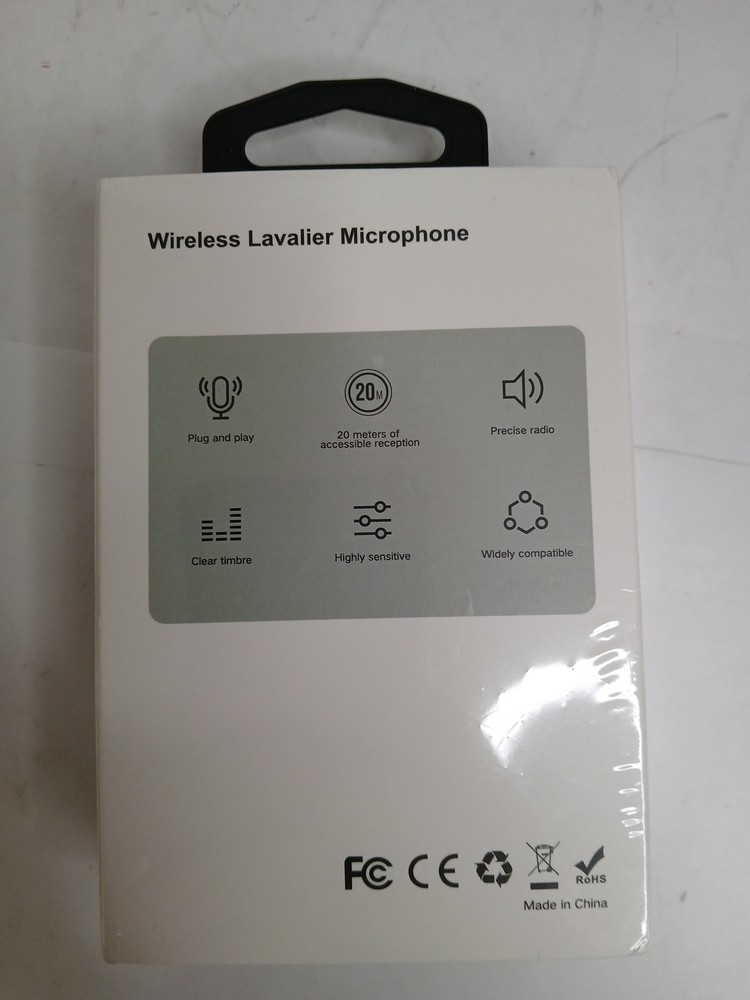 Wireless Lavalier Microphone
20M
Plug and play
20 meters of
accessible reception
Precise radio
Clear timbre
Highly sensitive
Widely compatible
FC CE RoHS
Made in China